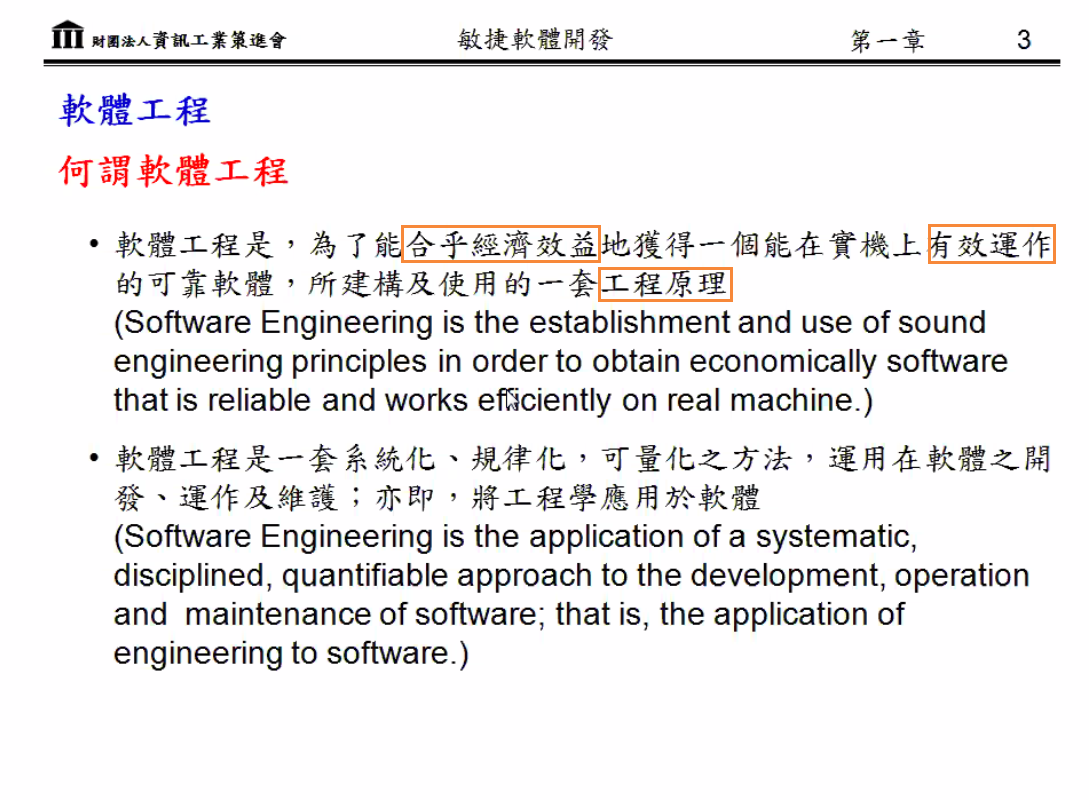 財團法人資訊工業策進會 敏捷軟體開發 第一章 3
軟體工程
何謂軟體工程
• 軟體工程是，為了能合乎經濟效益地獲得一個能在實機上有效運作
的可靠軟體，所建構及使用的一套工程原理
(Software Engineering is the establishment and use of sound
engineering principles in order to obtain economically software
that is reliable and works efficiently on real machine.)
• 軟體工程是一套系統化、規律化，可量化之方法，運用在軟體之開
發、運作及維護；亦即，將工程學應用於軟體
(Software Engineering is the application of a systematic,
disciplined, quantifiable approach to the development, operation
and maintenance of software; that is, the application of
engineering to software.)